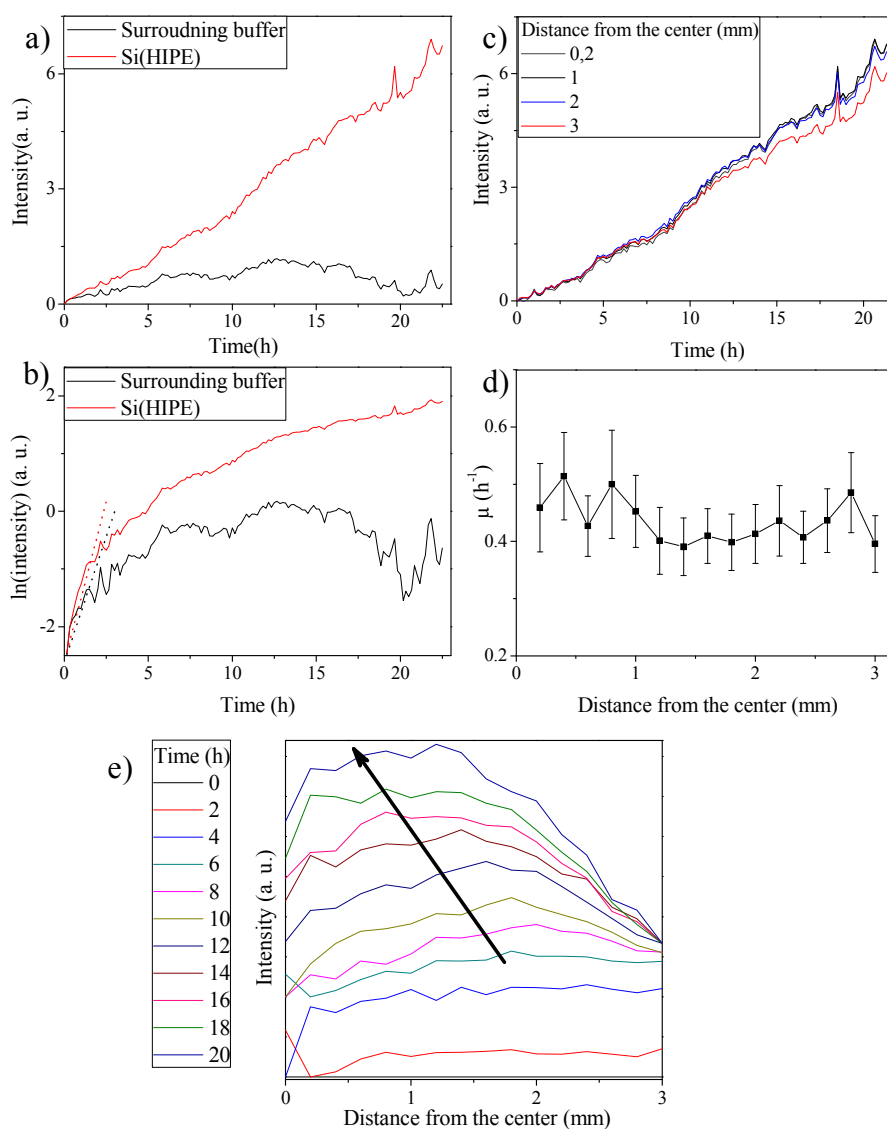 a)
Surroudning buffer
Si(HIPE)
Intensity(a. u.)
6
3
0
0 5 10 15 20
Time(h)
c)
Distance from the center (mm)
0,2
1
2
3
Intensity (a. u.)
6
3
0
0 5 10 15 20
Time (h)
b)
Surrounding buffer
Si(HIPE)
ln(intensity) (a. u.)
2
0
-2
0 5 10 15 20
Time (h)
d)
μ (h⁻¹)
0.6
0.4
0.2
0 1 2 3
Distance from the center (mm)
e)
Time (h)
0
2
4
6
8
10
12
14
16
18
20
Intensity (a. u.)
0 1 2 3
Distance from the center (mm)